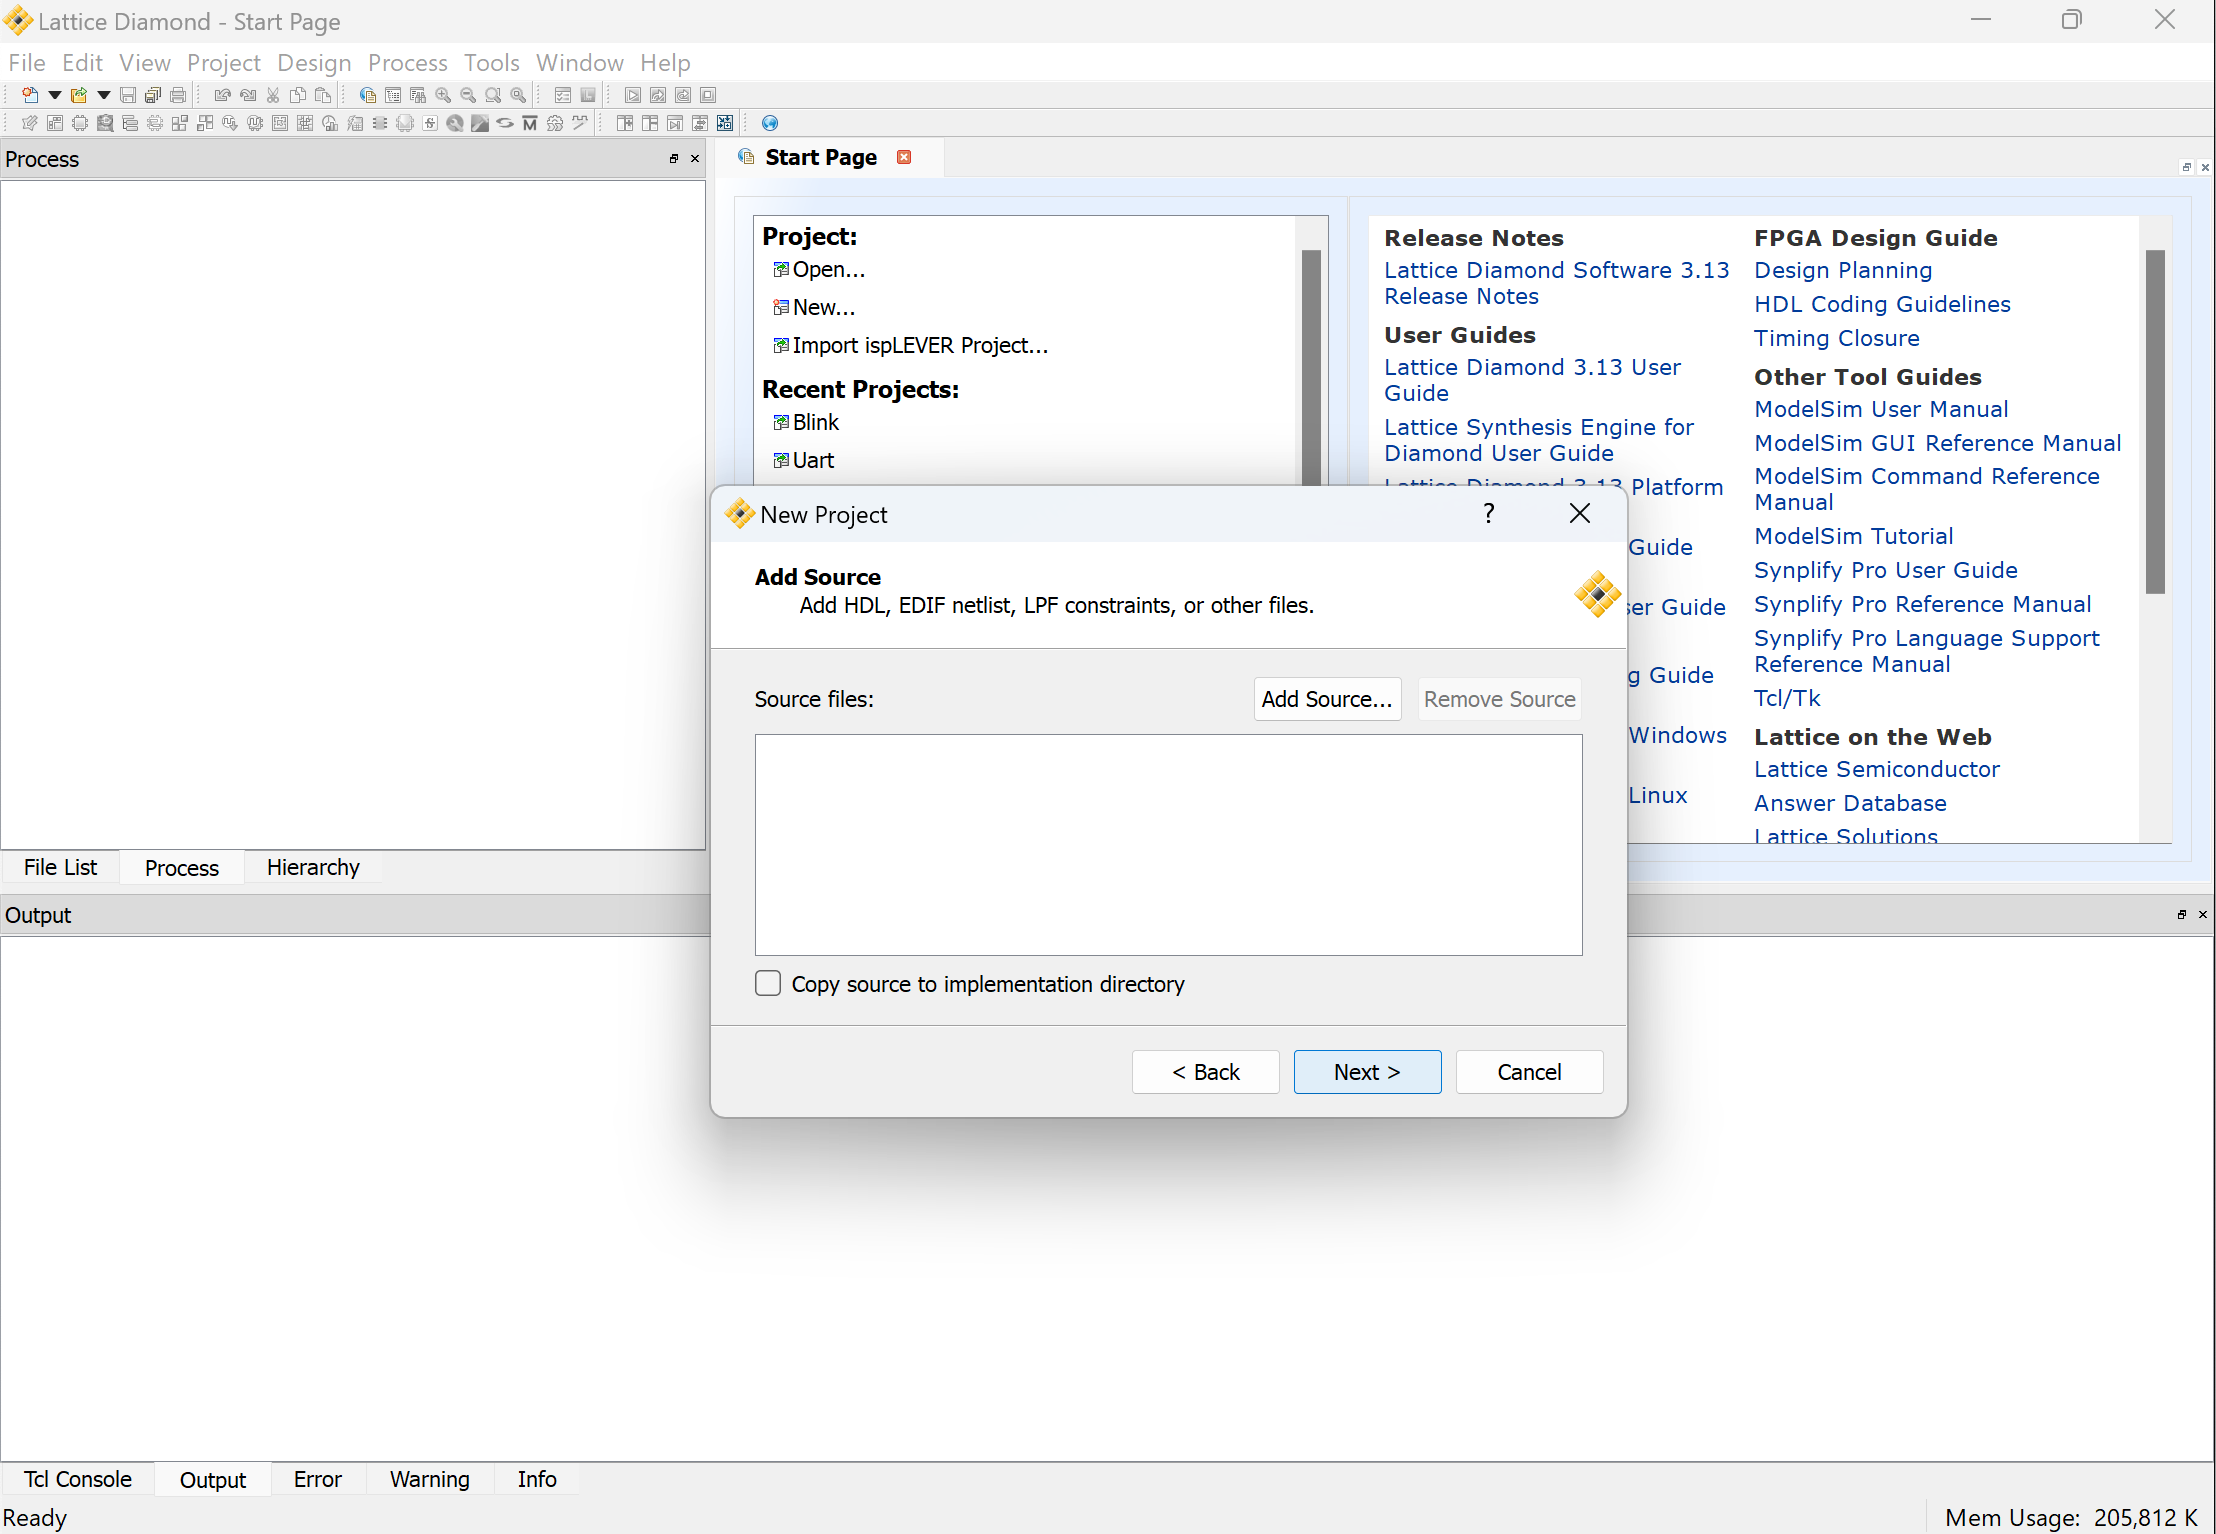 Lattice Diamond - Start Page
File Edit View Project Design Process Tools Window Help
Process
Start Page
Project:
Open...
New...
Import ispLEVER Project...
Recent Projects:
Blink
Uart
Release Notes
Lattice Diamond Software 3.13
Release Notes
User Guides
Lattice Diamond 3.13 User
Guide
Lattice Synthesis Engine for
Diamond User Guide
Lattice Diamond 3.13 Platform
Guide
ser Guide
g Guide
Windows
Linux
FPGA Design Guide
Design Planning
HDL Coding Guidelines
Timing Closure
Other Tool Guides
ModelSim User Manual
ModelSim GUI Reference Manual
ModelSim Command Reference
Manual
ModelSim Tutorial
Synplify Pro User Guide
Synplify Pro Reference Manual
Synplify Pro Language Support
Reference Manual
Tcl/Tk
Lattice on the Web
Lattice Semiconductor
Answer Database
Lattice Solutions
New Project
?
Add Source
Add HDL, EDIF netlist, LPF constraints, or other files.
Source files:
Add Source...
Remove Source
Copy source to implementation directory
< Back
Next >
Cancel
File List
Process
Hierarchy
Output
Tcl Console
Output
Error
Warning
Info
Ready
Mem Usage: 205,812 K